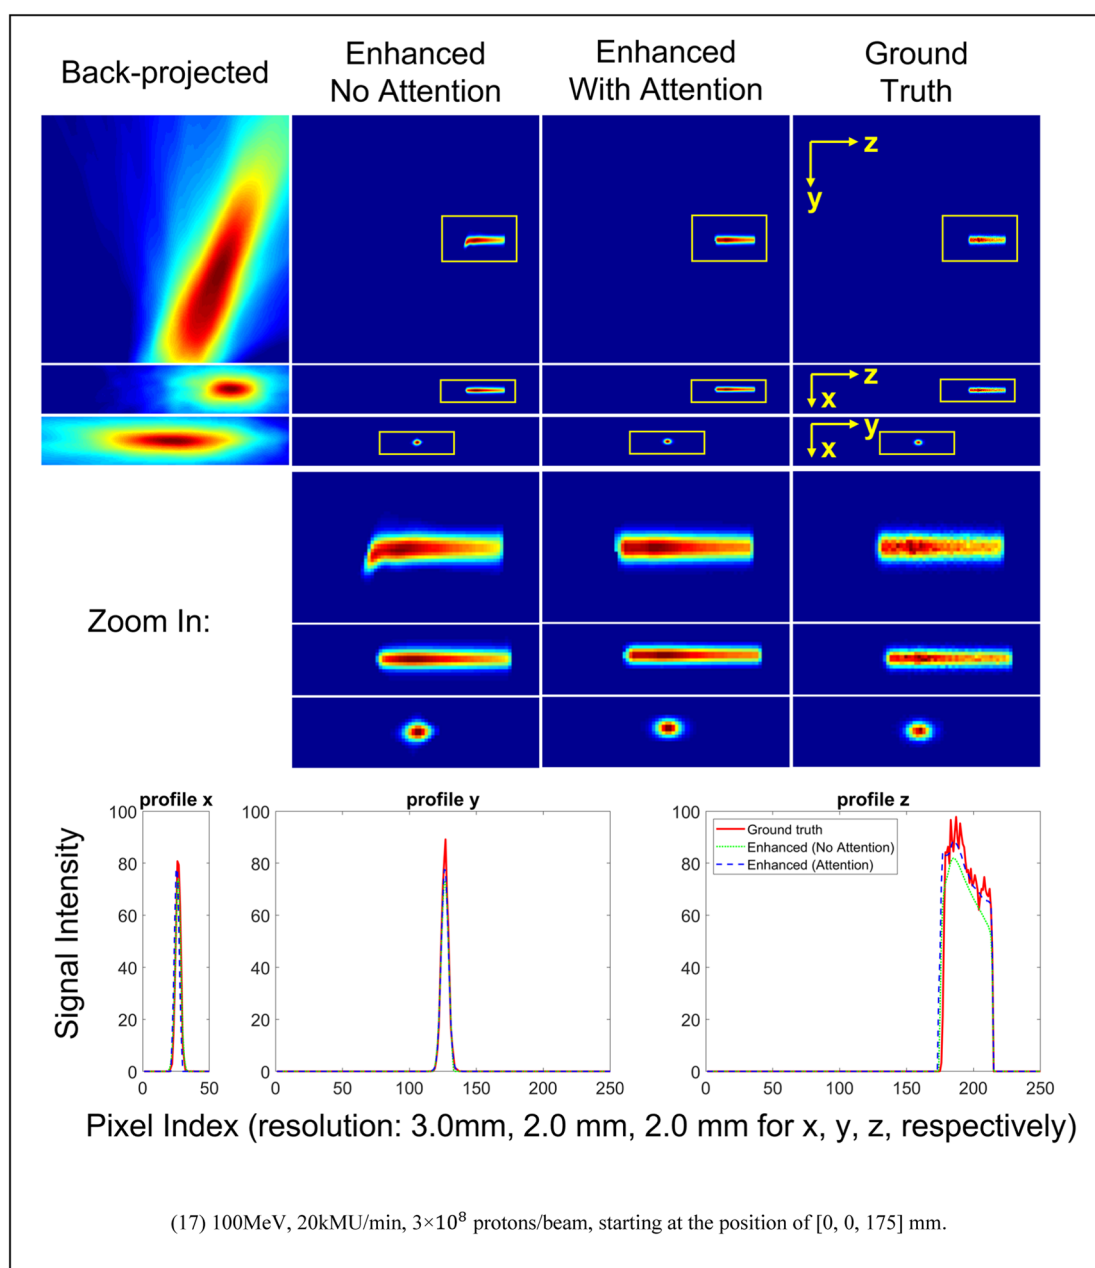 Back-projected
Enhanced
No Attention
Enhanced
With Attention
Ground
Truth
z
y
z
x
y
x
Zoom In:
profile x
profile y
profile z
Signal Intensity
100
80
60
40
20
0
0 50
100
80
60
40
20
0
0 50 100 150 200 250
100
80
60
40
20
0
0 50 100 150 200 250
Ground truth
Enhanced (No Attention)
Enhanced (Attention)
Pixel Index (resolution: 3.0mm, 2.0 mm, 2.0 mm for x, y, z, respectively)
(17) 100MeV, 20kMU/min, 3×10⁸ protons/beam, starting at the position of [0, 0, 175] mm.